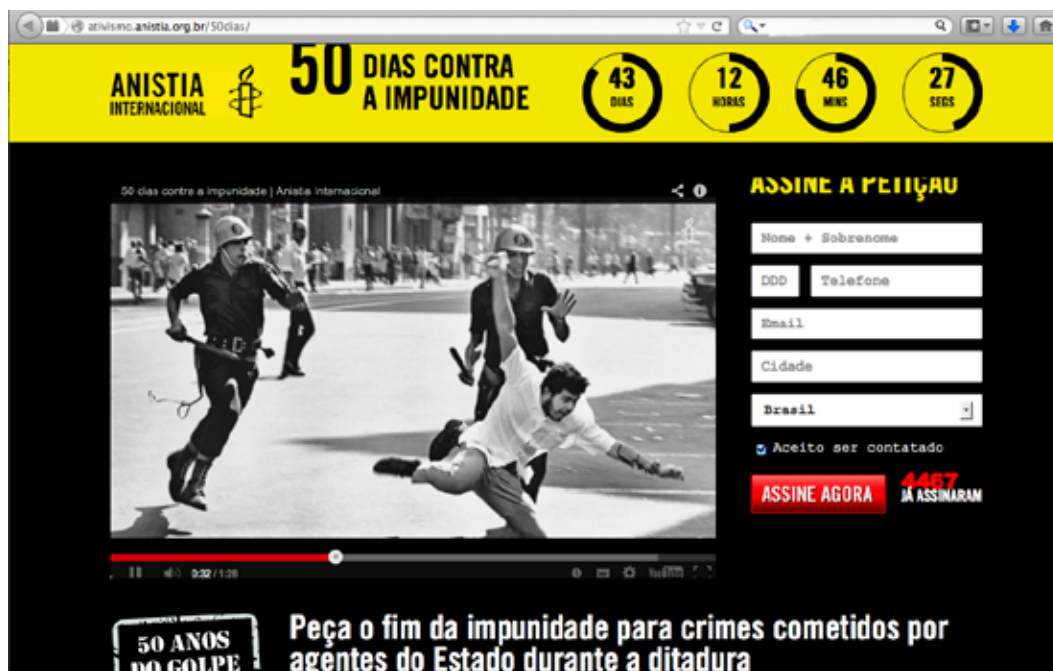 ativismo.anistia.org.br/50dias/
ANISTIA
INTERNACIONAL
50 DIAS CONTRA
A IMPUNIDADE
43
DIAS
12
HORAS
46
MINS
27
SEGS
50 dias contra a impunidade | Anistia Internacional
ASSINE A PETIÇÃO
Nome + Sobrenome
DDD Telefone
Email
Cidade
Brasil
Aceito ser contatado
ASSINE AGORA
4467
JÁ ASSINARAM
0:32 / 1:28
YouTube
50 ANOS
DO GOLPE
Peça o fim da impunidade para crimes cometidos por
agentes do Estado durante a ditadura